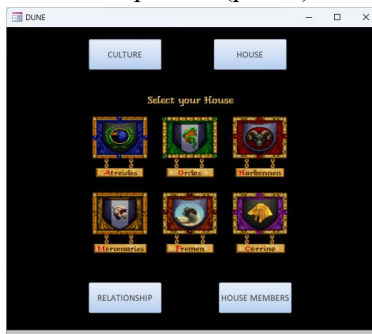 DUNE
CULTURE HOUSE
Select your House
Atreides Ordos Harkonnen
Mercenaries Fremen Corrino
RELATIONSHIP HOUSE MEMBERS